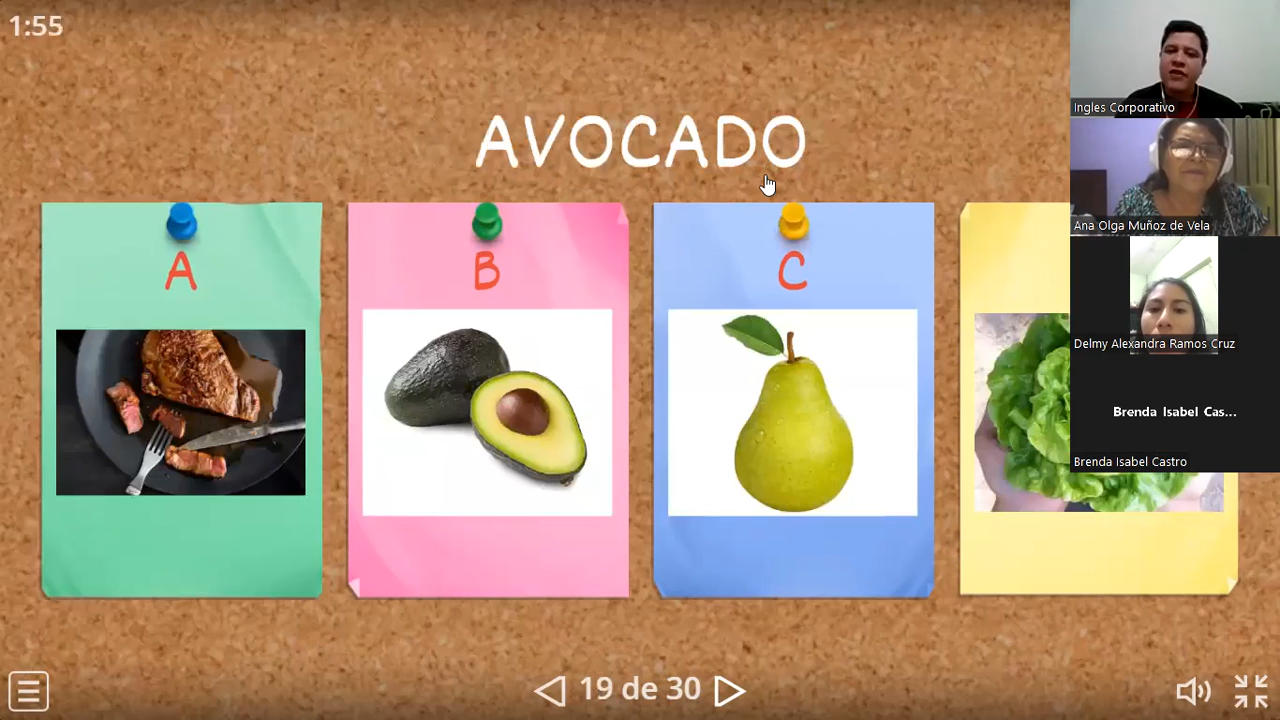 1:55
AVOCADO
A
B
C
19 de 30
Ingles Corporativo
Ana Olga Muñoz de Vela
Delmy Alexandra Ramos Cruz
Brenda Isabel Cas...
Brenda Isabel Castro